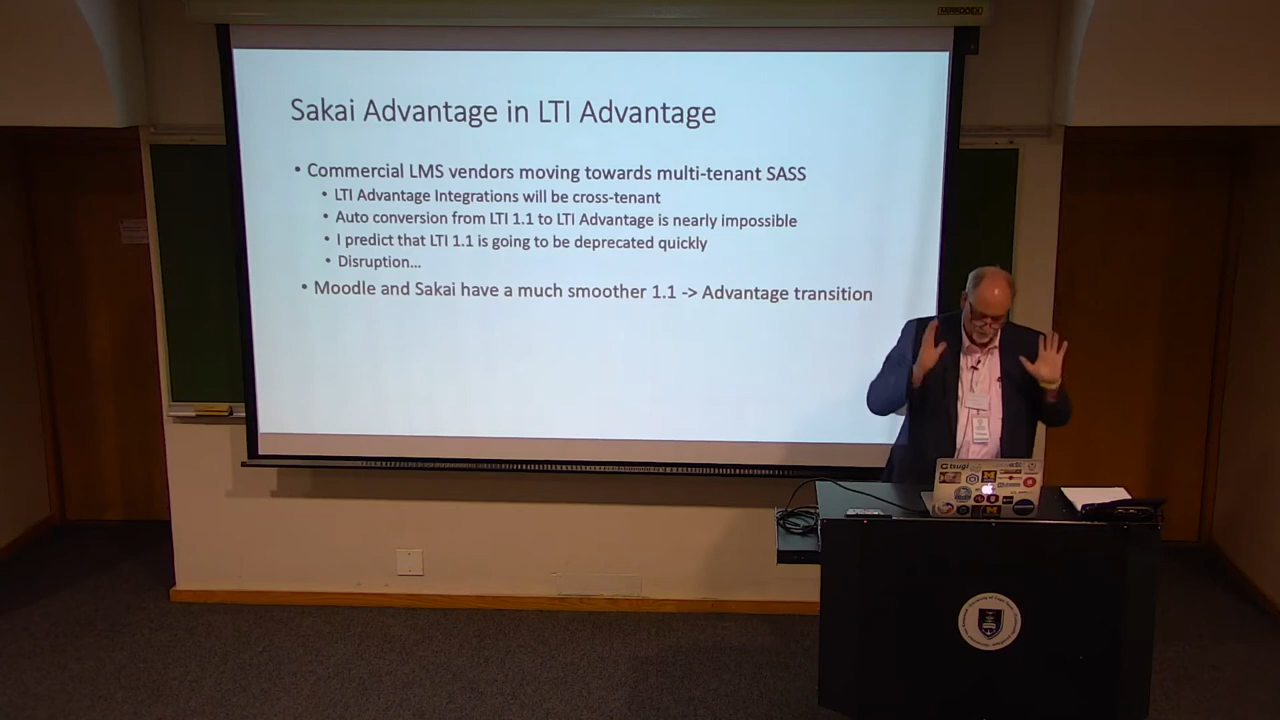 Sakai Advantage in LTI Advantage
• Commercial LMS vendors moving towards multi-tenant SASS
• LTI Advantage Integrations will be cross-tenant
• Auto conversion from LTI 1.1 to LTI Advantage is nearly impossible
• I predict that LTI 1.1 is going to be deprecated quickly
• Disruption...
• Moodle and Sakai have a much smoother 1.1 -> Advantage transition
tsugi
M
M